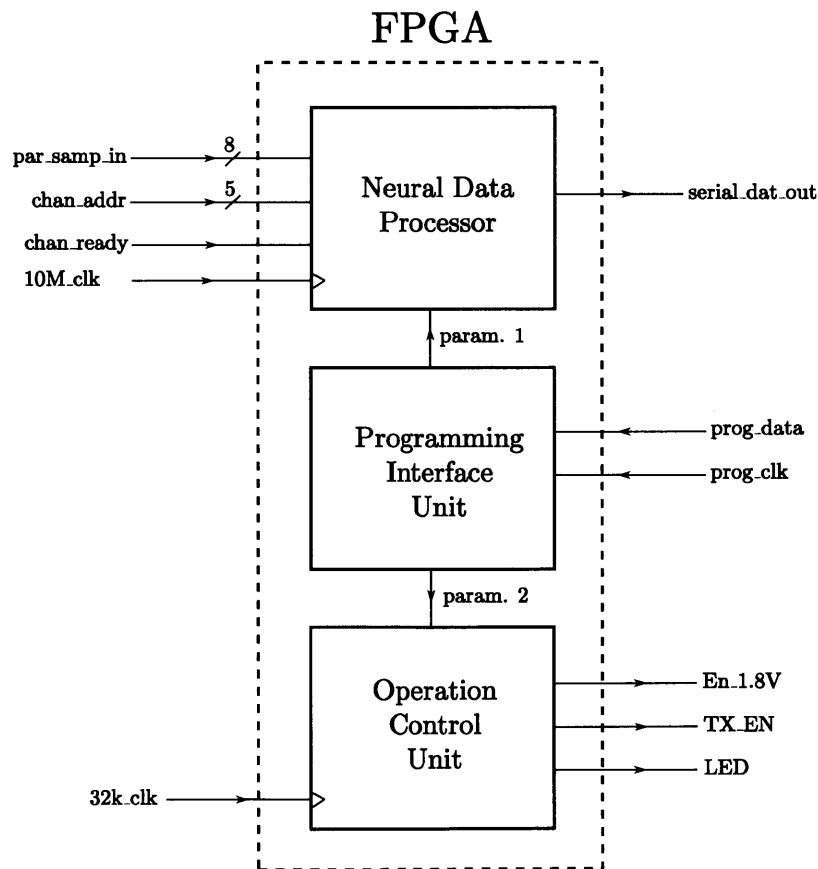 FPGA
par_samp_in
8
chan_addr
5
chan_ready
10M_clk
Neural Data
Processor
serial_dat_out
param. 1
Programming
Interface
Unit
prog_data
prog_clk
param. 2
Operation
Control
Unit
En_1.8V
TX_EN
LED
32k_clk